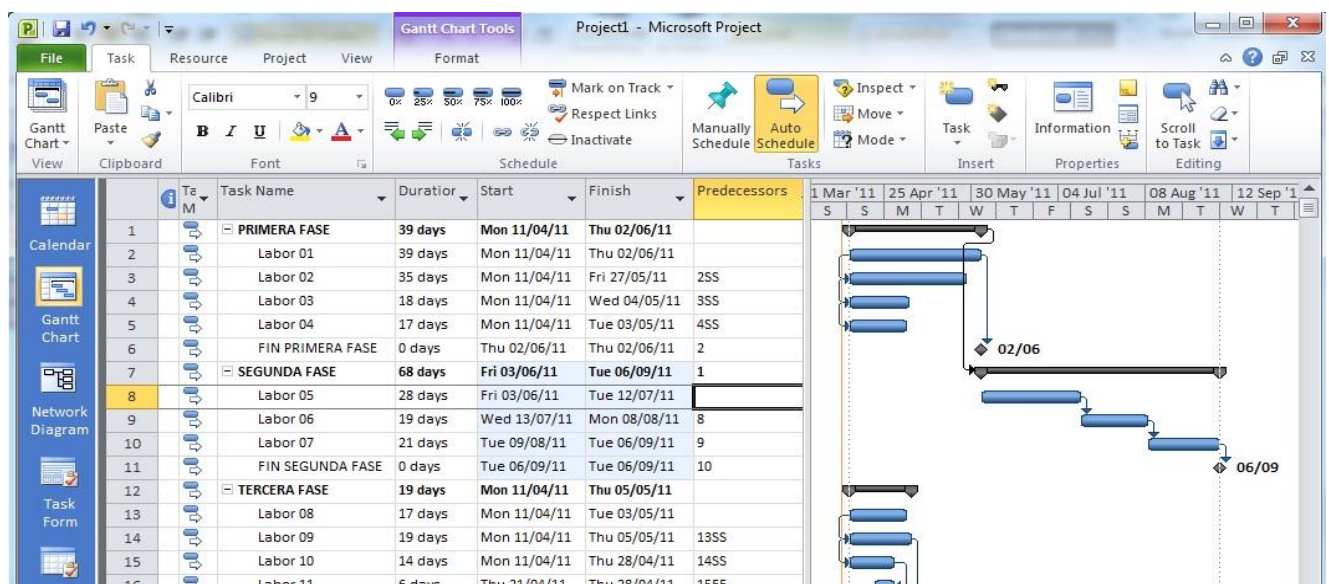 Gantt Chart Tools Project1 - Microsoft Project
File Task Resource Project View Format
Gantt Chart
Paste
Calibri 9
B I U A
0% 25% 50% 75% 100%
Mark on Track
Respect Links
Inactivate
Manually Schedule
Auto Schedule
Inspect
Move
Mode
Task
Information
Scroll to Task
View Clipboard Font Schedule Tasks Insert Properties Editing
Ta M Task Name Duration Start Finish Predecessors
1 Mar '11 25 Apr '11 30 May '11 04 Jul '11 08 Aug '11 12 Sep '1
S S M T W T F S S M T W T
1 PRIMERA FASE 39 days Mon 11/04/11 Thu 02/06/11
2 Labor 01 39 days Mon 11/04/11 Thu 02/06/11
3 Labor 02 35 days Mon 11/04/11 Fri 27/05/11 2SS
4 Labor 03 18 days Mon 11/04/11 Wed 04/05/11 3SS
5 Labor 04 17 days Mon 11/04/11 Tue 03/05/11 4SS
6 FIN PRIMERA FASE 0 days Thu 02/06/11 Thu 02/06/11 2 02/06
7 SEGUNDA FASE 68 days Fri 03/06/11 Tue 06/09/11 1
8 Labor 05 28 days Fri 03/06/11 Tue 12/07/11
9 Labor 06 19 days Wed 13/07/11 Mon 08/08/11 8
10 Labor 07 21 days Tue 09/08/11 Tue 06/09/11 9
11 FIN SEGUNDA FASE 0 days Tue 06/09/11 Tue 06/09/11 10 06/09
12 TERCERA FASE 19 days Mon 11/04/11 Thu 05/05/11
13 Labor 08 17 days Mon 11/04/11 Tue 03/05/11
14 Labor 09 19 days Mon 11/04/11 Thu 05/05/11 13SS
15 Labor 10 14 days Mon 11/04/11 Thu 28/04/11 14SS
Calendar
Gantt Chart
Network Diagram
Task Form